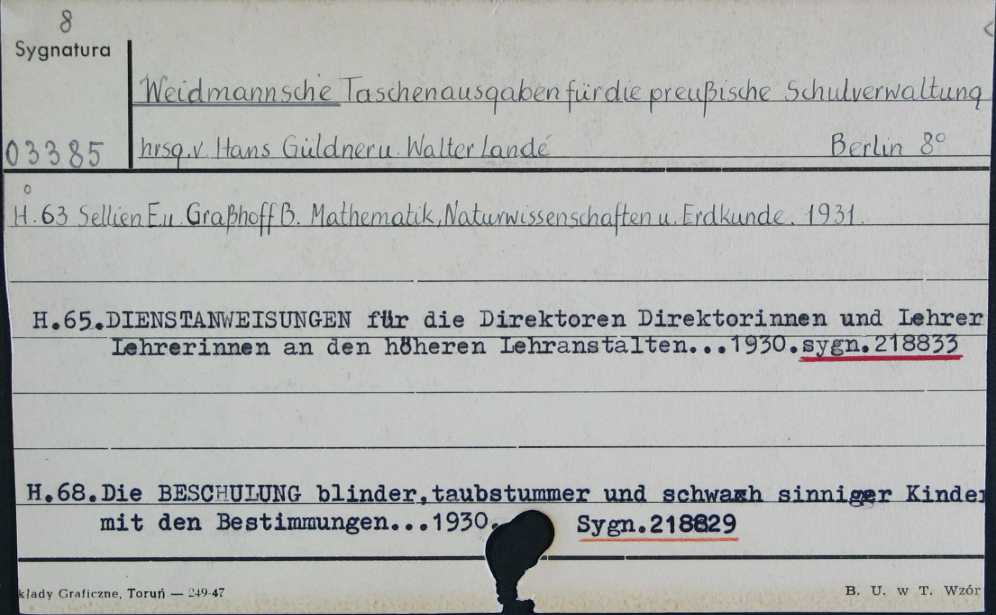 8
Sygnatura
Weidmannsche Taschenausgaben für die preußische Schulverwaltung
03385 hrsg. v. Hans Güldner u. Walter Landé Berlin 8°
H. 63 Sellien E. u. Graßhoff B. Mathematik, Naturwissenschaften u. Erdkunde. 1931.
H.65.DIENSTANWEISUNGEN für die Direktoren Direktorinnen und Lehrer
Lehrerinnen an den höheren Lehranstalten...1930.sygn.218833
H.68.Die BESCHULUNG blinder,taubstummer und schwach sinniger Kinder
mit den Bestimmungen...1930. Sygn.218829
kłady Graficzne, Toruń — 249-47 B. U. w T. Wzór